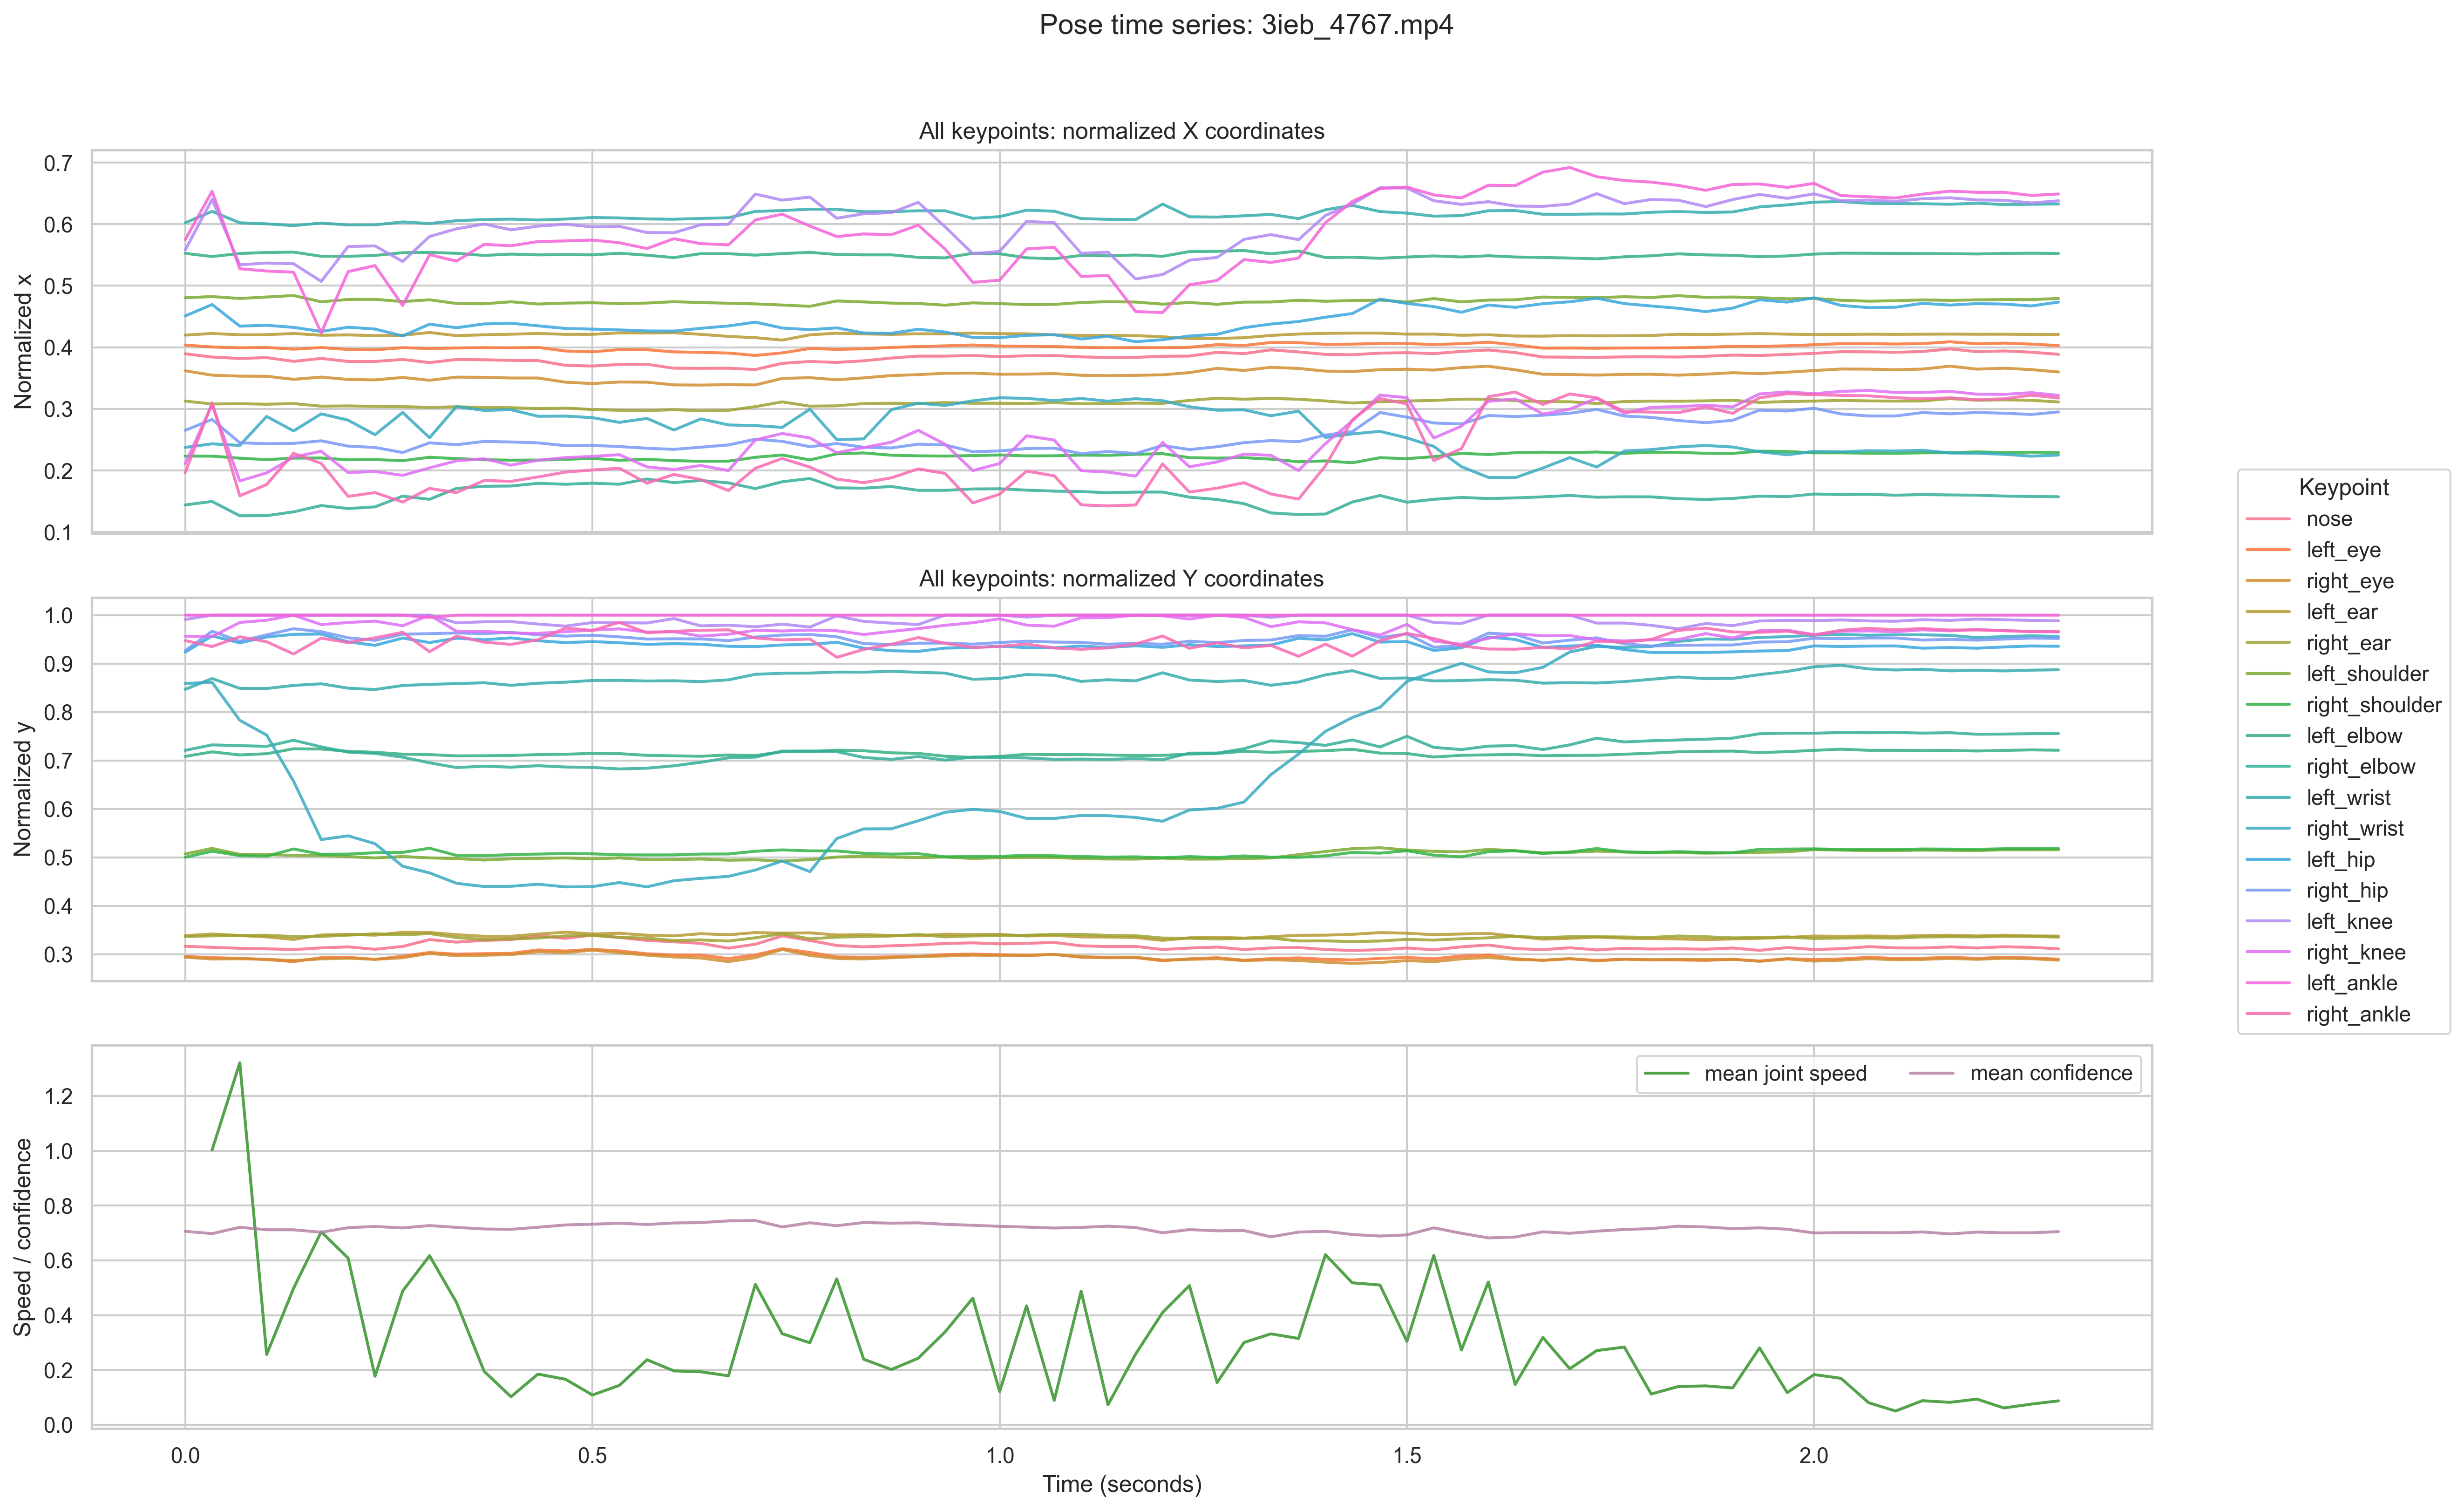 Pose time series: 3ieb_4767.mp4
All keypoints: normalized X coordinates
Normalized x
0.7
0.6
0.5
0.4
0.3
0.2
0.1
All keypoints: normalized Y coordinates
Normalized y
1.0
0.9
0.8
0.7
0.6
0.5
0.4
0.3
Keypoint
nose
left_eye
right_eye
left_ear
right_ear
left_shoulder
right_shoulder
left_elbow
right_elbow
left_wrist
right_wrist
left_hip
right_hip
left_knee
right_knee
left_ankle
right_ankle
mean joint speed mean confidence
Speed / confidence
1.2
1.0
0.8
0.6
0.4
0.2
0.0
0.0 0.5 1.0 1.5 2.0
Time (seconds)